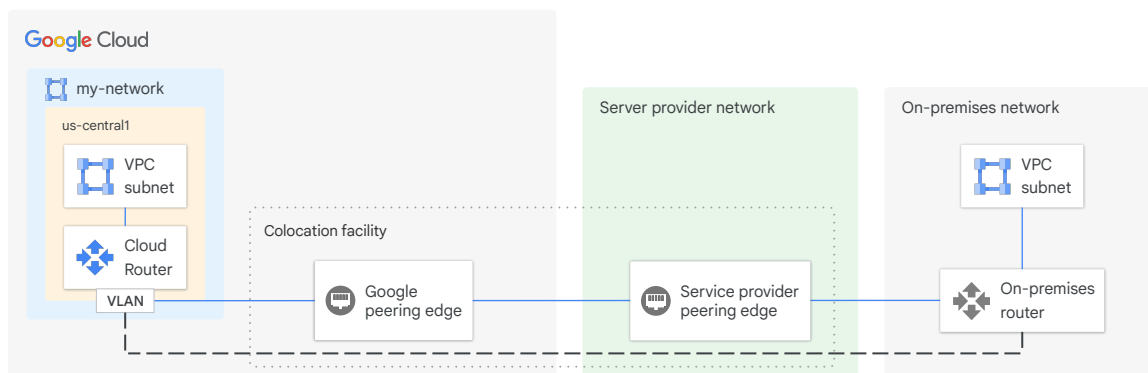 Google Cloud
my-network
us-central1
VPC
subnet
Cloud
Router
VLAN
Colocation facility
Google
peering edge
Server provider network
Service provider
peering edge
On-premises network
VPC
subnet
On-premises
router